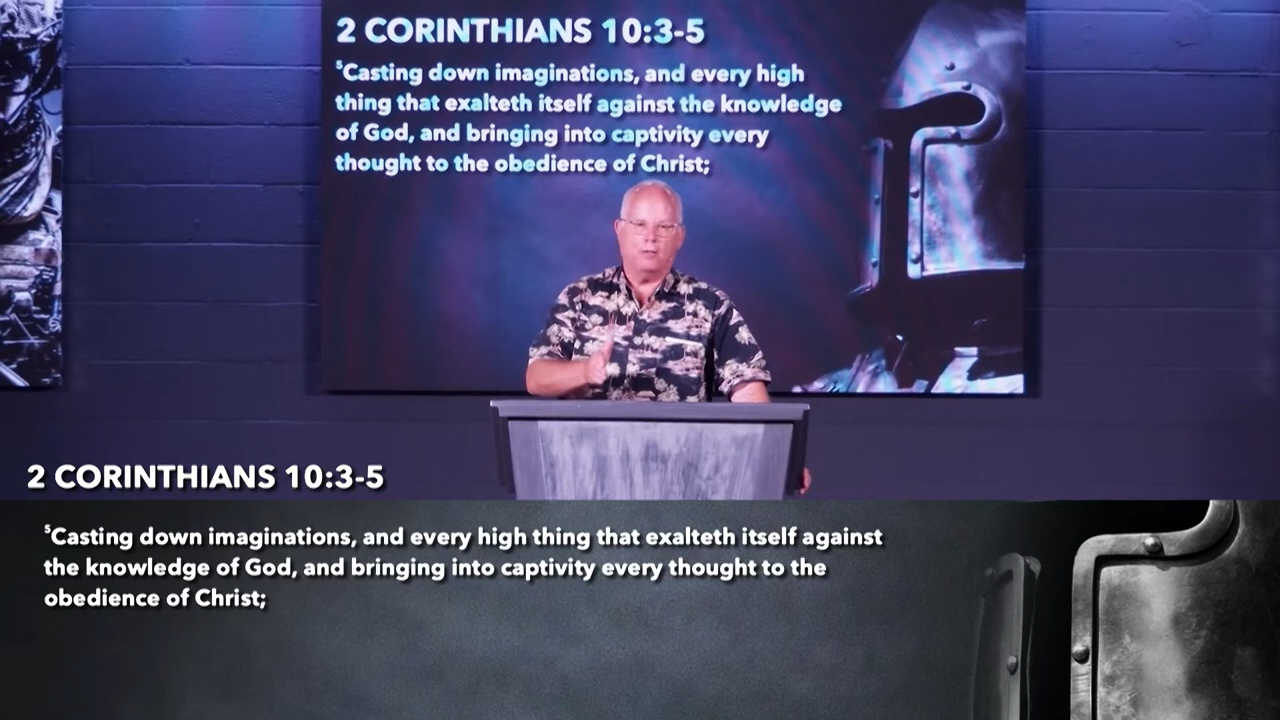 2 CORINTHIANS 10:3-5
⁵Casting down imaginations, and every high
thing that exalteth itself against the knowledge
of God, and bringing into captivity every
thought to the obedience of Christ;
2 CORINTHIANS 10:3-5
⁵Casting down imaginations, and every high thing that exalteth itself against
the knowledge of God, and bringing into captivity every thought to the
obedience of Christ;